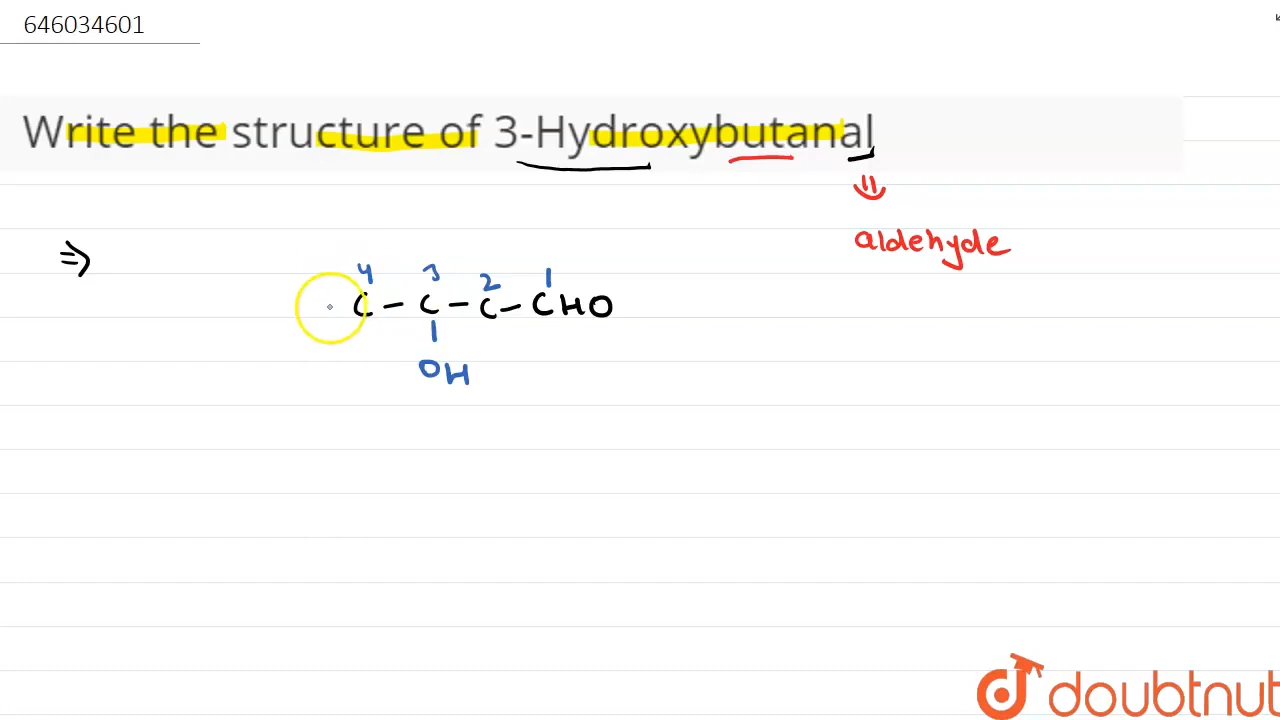 646034601
Write the structure of 3-Hydroxybutanal
⇒
aldehyde
4 3 2 1
C - C - C - CHO
|
OH
doubtnut